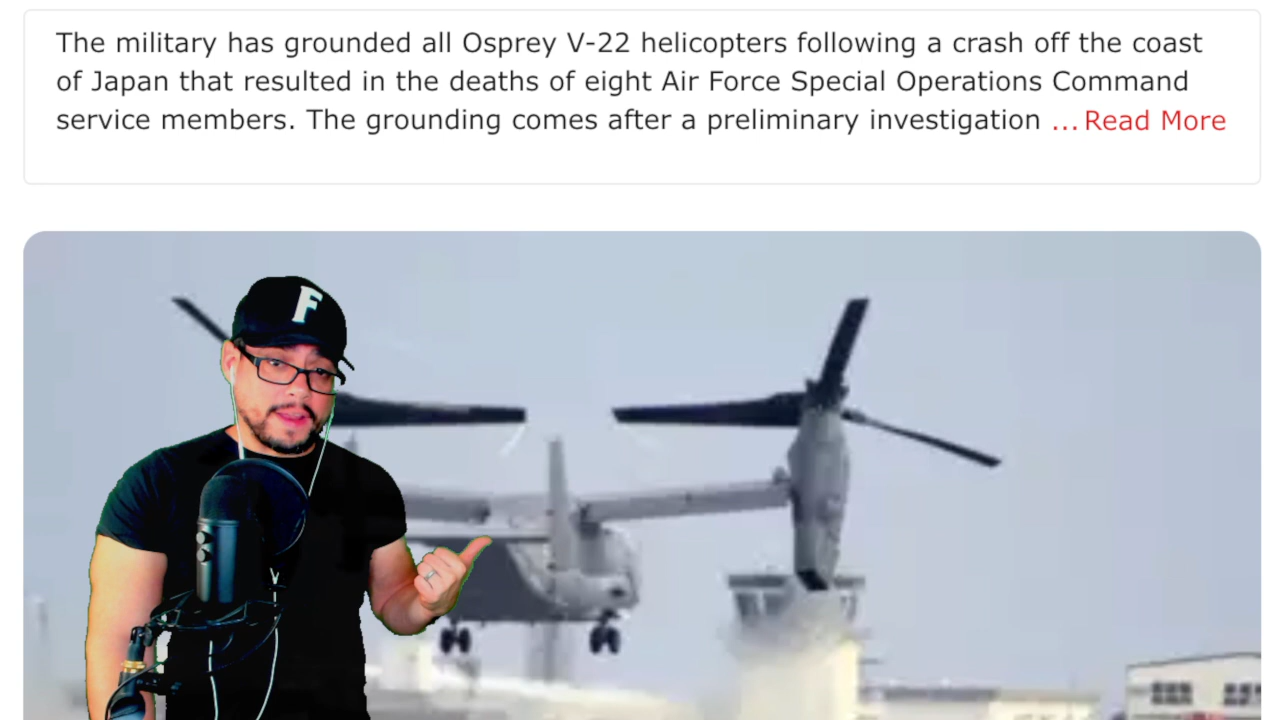 The military has grounded all Osprey V-22 helicopters following a crash off the coast
of Japan that resulted in the deaths of eight Air Force Special Operations Command
service members. The grounding comes after a preliminary investigation ... Read More
F